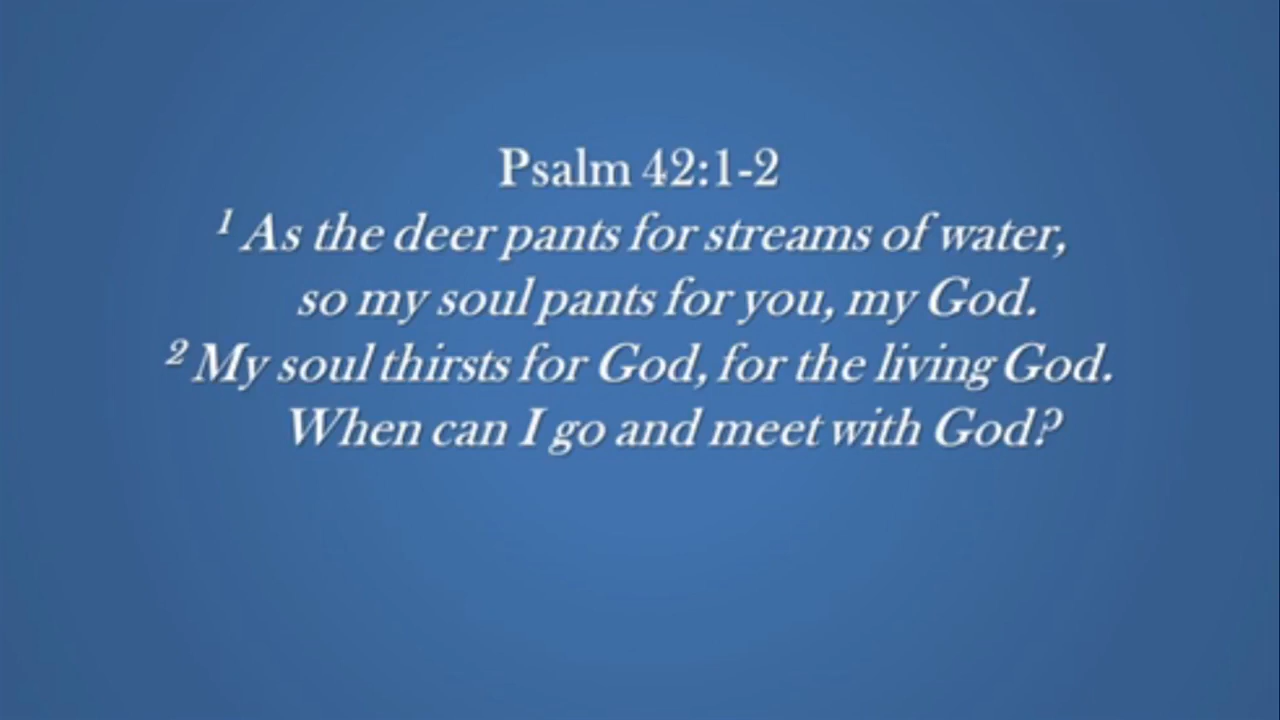 Psalm 42:1-2
1 As the deer pants for streams of water,
so my soul pants for you, my God.
2 My soul thirsts for God, for the living God.
When can I go and meet with God?